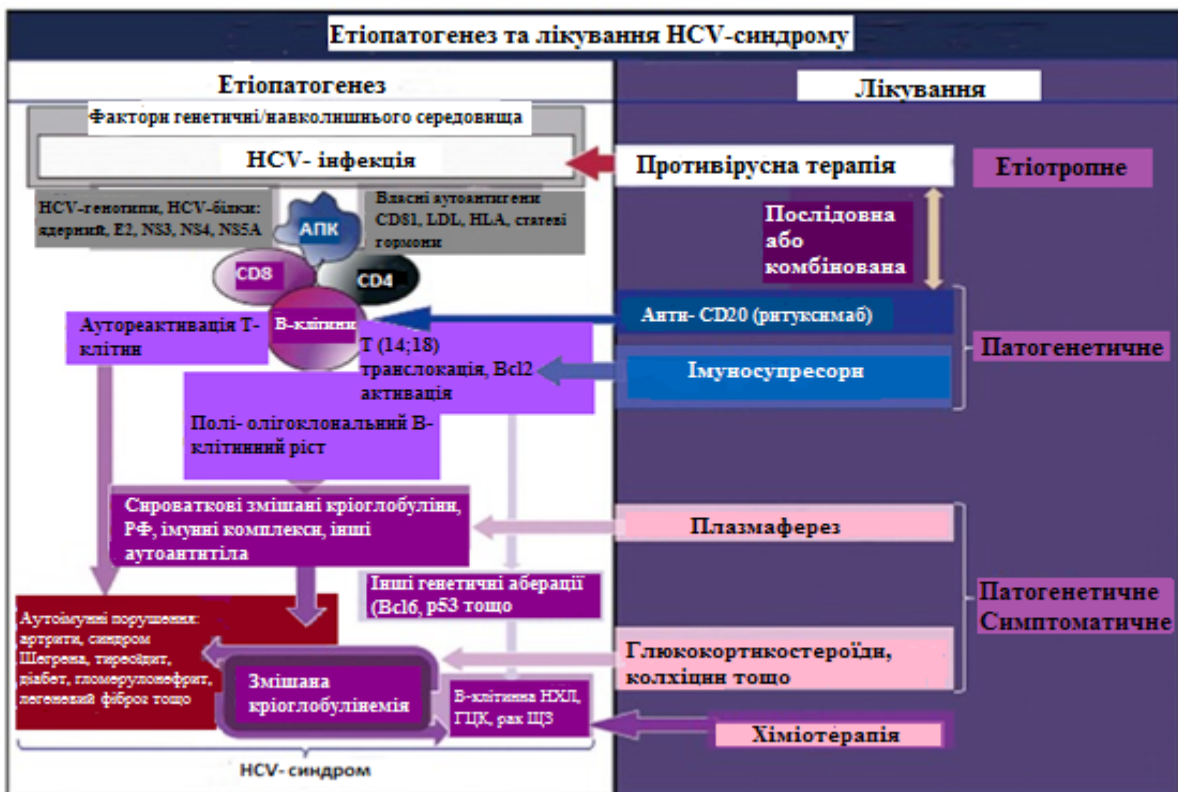 Етіопатогенез та лікування HCV-синдрому
Етіопатогенез
Лікування
Фактори генетичні/навколишнього середовища
HCV- інфекція
Противірусна терапія
Етіотропне
HCV-генотипи, HCV-білки:
ядерний, E2, NS3, NS4, NS5A
АПК
Власні аутоантигени
CD81, LDL, HLA, статеві
гормони
Послідовна
або
комбінована
CD8
CD4
В-клітини
Анти- CD20 (ритуксимаб)
Аутореактивація Т-
клітин
Т (14;18)
транслокація, Bcl2
активація
Імуносупресори
Патогенетичне
Полі- олігоклональний В-
клітинний ріст
Сироваткові змішані кріоглобуліни,
РФ, імунні комплекси, інші
аутоантитіла
Плазмаферез
Інші генетичні аберації
(Bcl6, p53 тощо
Патогенетичне
Симптоматичне
Аутоімунні порушення:
артрити, синдром
Шегрена, тиреоїдит,
діабет, гломерулонефрит,
легеневий фіброз тощо
Змішана
кріоглобулінемія
В-клітинна НХЛ,
ГЦК, рак ЩЗ
Глюкокортикостероїди,
колхіцин тощо
Хіміотерапія
HCV- синдром